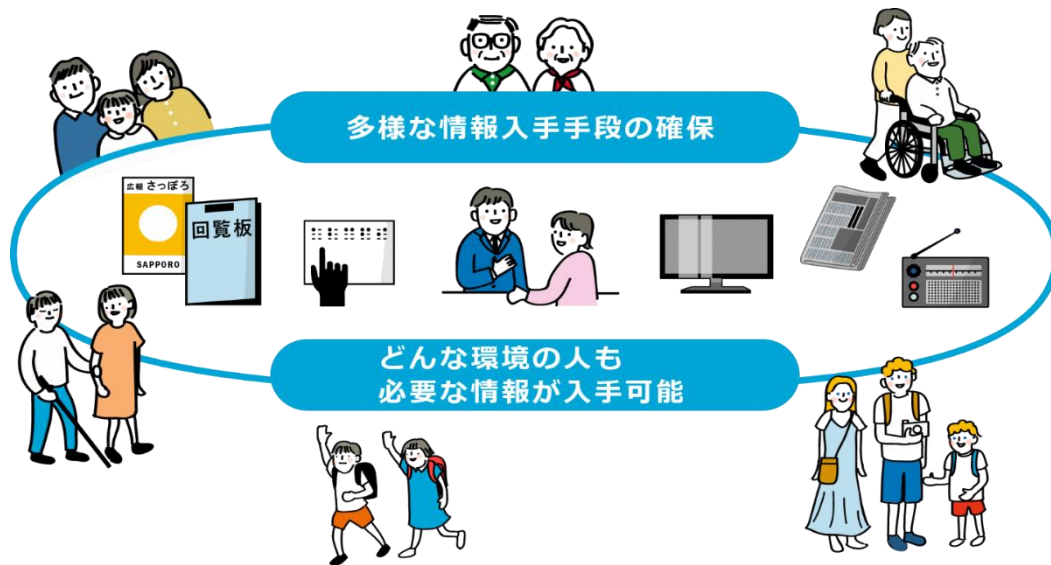 多様な情報入手手段の確保
広報 さっぽろ
SAPPORO
回覧板
どんな環境の人も
必要な情報が入手可能